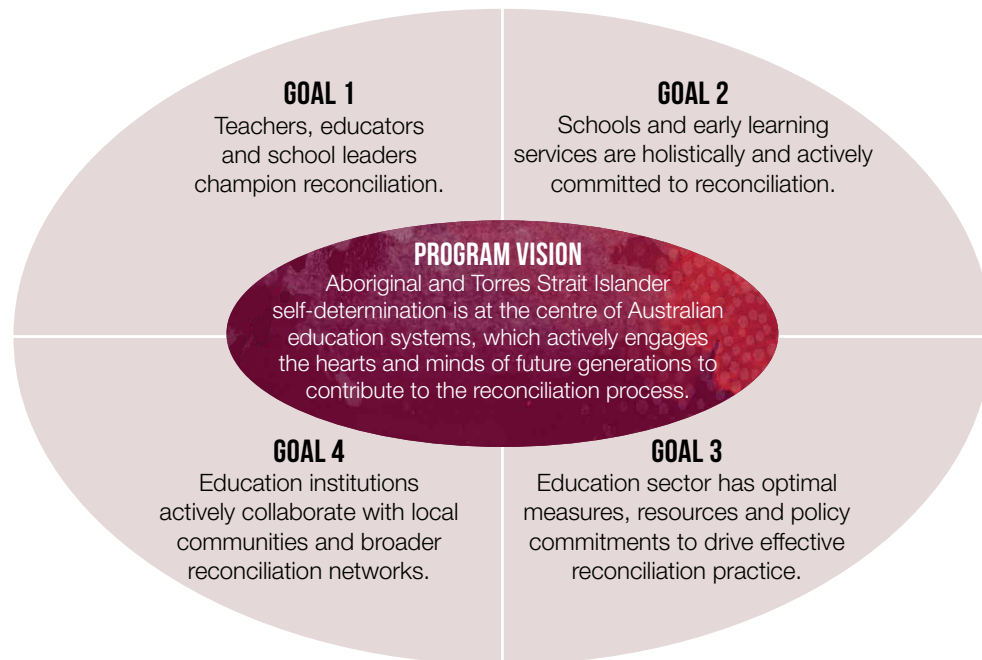 GOAL 1
Teachers, educators
and school leaders
champion reconciliation.
GOAL 2
Schools and early learning
services are holistically and actively
committed to reconciliation.
PROGRAM VISION
Aboriginal and Torres Strait Islander
self-determination is at the centre of Australian
education systems, which actively engages
the hearts and minds of future generations to
contribute to the reconciliation process.
GOAL 4
Education institutions
actively collaborate with local
communities and broader
reconciliation networks.
GOAL 3
Education sector has optimal
measures, resources and policy
commitments to drive effective
reconciliation practice.